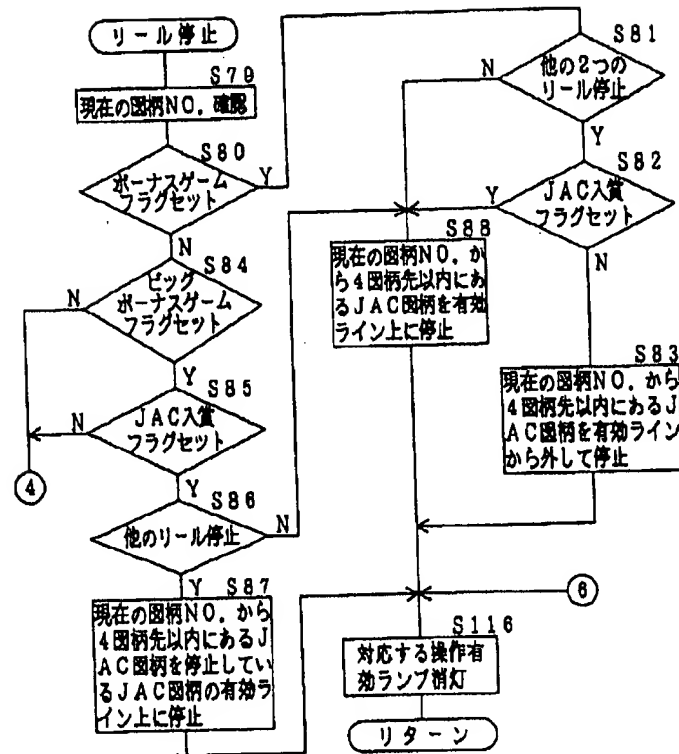 リール停止
S79
現在の図柄NO．確認
S80
ボーナスゲーム
フラグセット
Y
N
S84
ビッグ
ボーナスゲーム
フラグセット
N
Y
S85
JAC入賞
フラグセット
N
4
Y
S86
他のリール停止
N
Y
S87
現在の図柄NO．から
4図柄先以内にあるJ
AC図柄を停止してい
るJAC図柄の有効ラ
イン上に停止
S81
他の2つの
リール停止
N
Y
S82
JAC入賞
フラグセット
Y
N
S88
現在の図柄NO．か
ら4図柄先以内にあ
るJAC図柄を有効
ライン上に停止
S83
現在の図柄NO．から
4図柄先以内にあるJ
AC図柄を有効ライン
から外して停止
6
S116
対応する操作有
効ランプ消灯
リターン